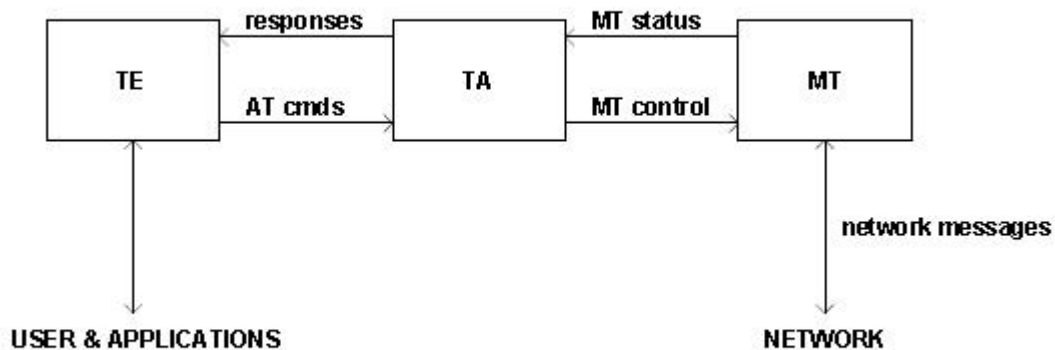 responses
MT status
TE
TA
MT
AT cmds
MT control
network messages
USER & APPLICATIONS
NETWORK